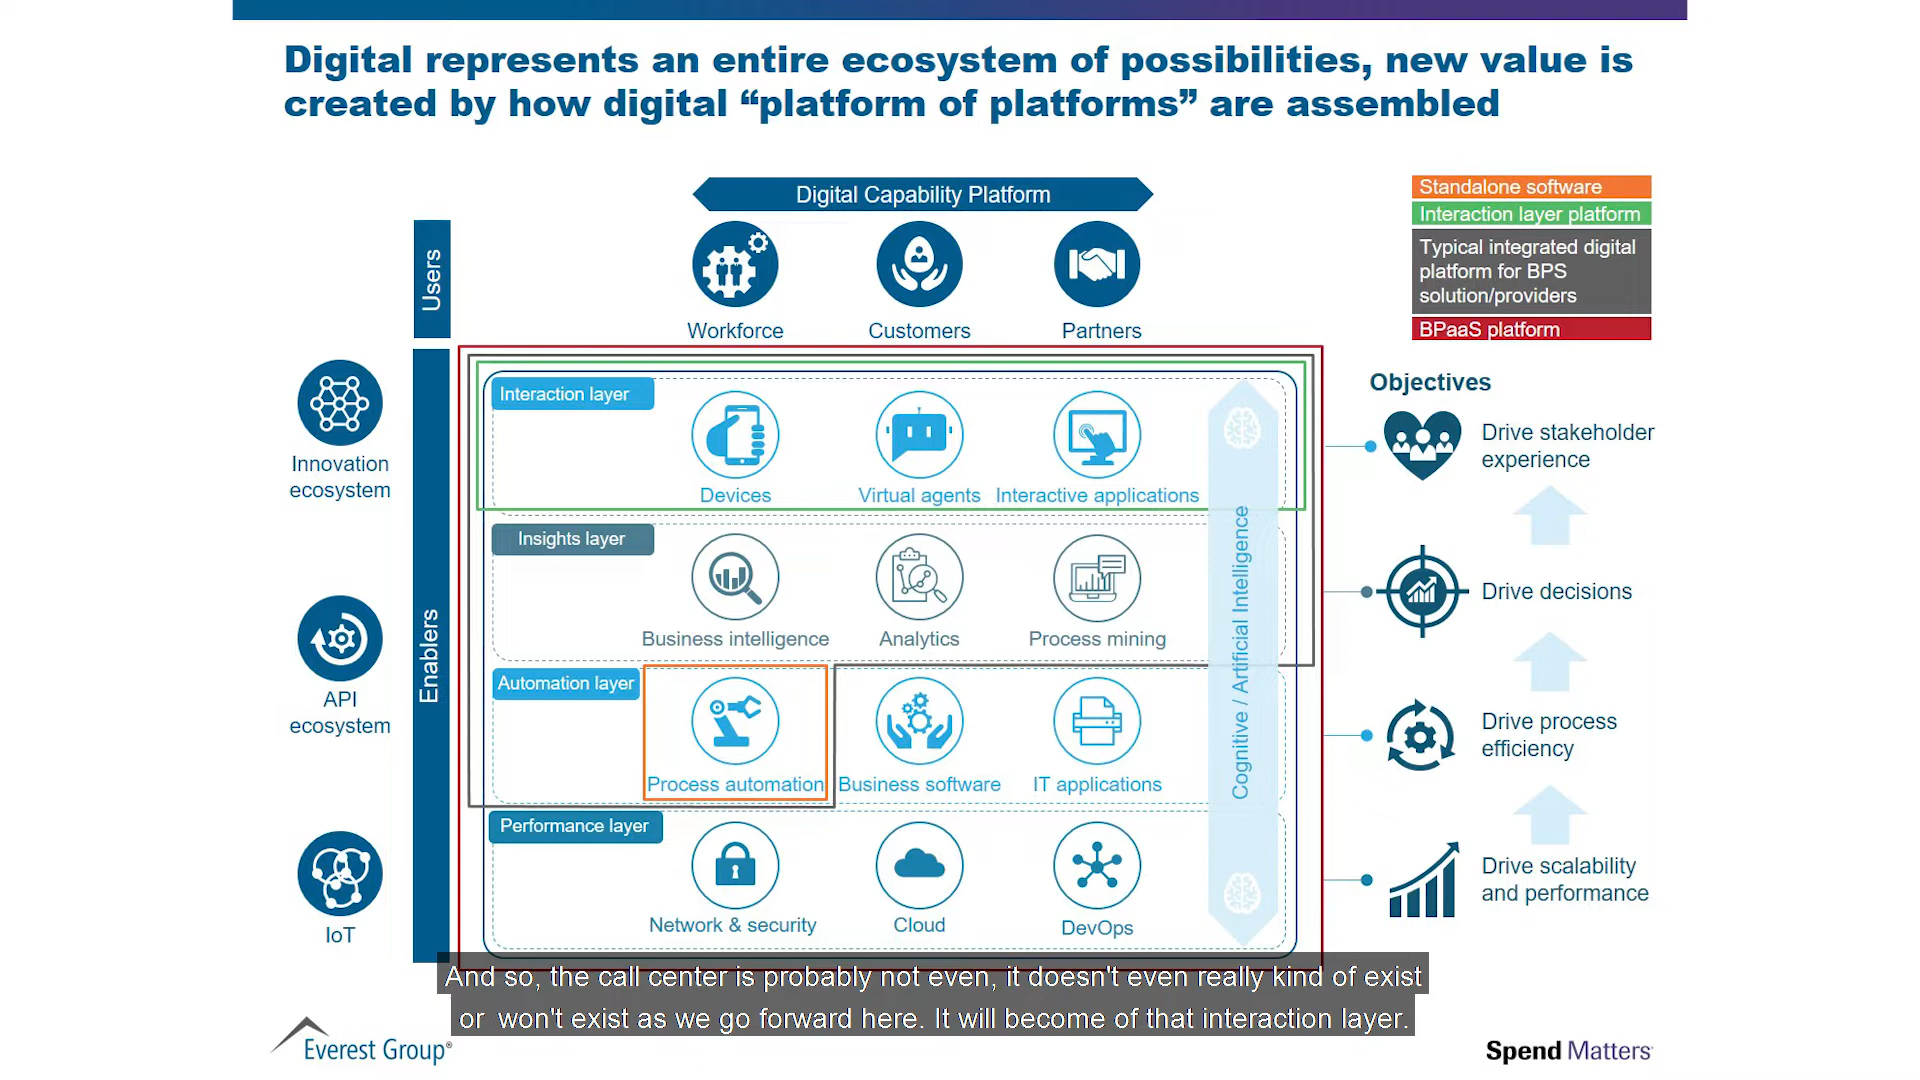 Digital represents an entire ecosystem of possibilities, new value is
created by how digital “platform of platforms” are assembled
Digital Capability Platform
Standalone software
Interaction layer platform
Typical integrated digital
platform for BPS
solution/providers
BPaaS platform
Users
Workforce
Customers
Partners
Enablers
Innovation
ecosystem
API
ecosystem
IoT
Interaction layer
Devices
Virtual agents
Interactive applications
Insights layer
Business intelligence
Analytics
Process mining
Automation layer
Process automation
Business software
IT applications
Performance layer
Network & security
Cloud
DevOps
Cognitive / Artificial Intelligence
Objectives
Drive stakeholder
experience
Drive decisions
Drive process
efficiency
Drive scalability
and performance
And so, the call center is probably not even, it doesn't even really kind of exist
or won't exist as we go forward here. It will become of that interaction layer.
Everest Group®
Spend Matters